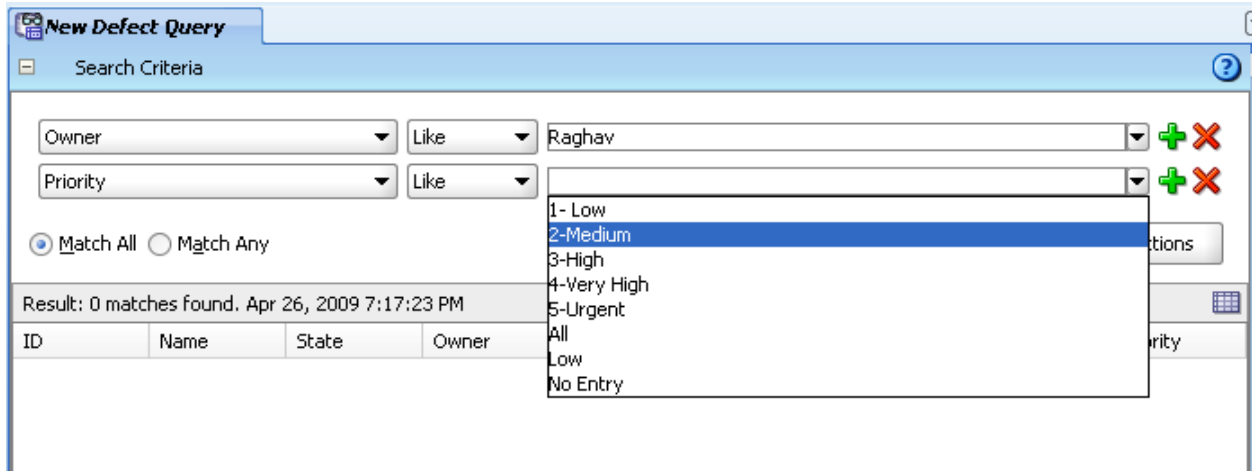 New Defect Query
Search Criteria
Owner Like Raghav
Priority Like
1- Low
2-Medium
3-High
4-Very High
5-Urgent
All
Low
No Entry
Match All Match Any
Result: 0 matches found. Apr 26, 2009 7:17:23 PM
ID Name State Owner